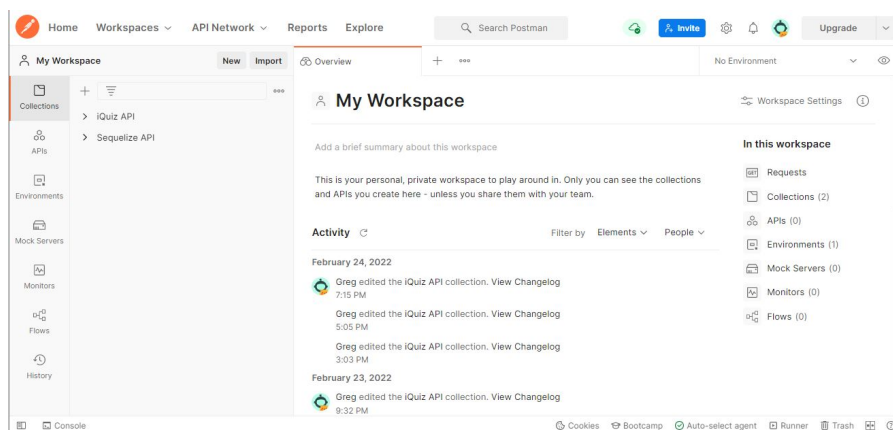 Home Workspaces API Network Reports Explore Search Postman Invite Upgrade
My Workspace New Import Overview No Environment
Collections
iQuiz API
Sequelize API
APIs
Environments
Mock Servers
Monitors
Flows
History
My Workspace
Workspace Settings
Add a brief summary about this workspace
This is your personal, private workspace to play around in. Only you can see the collections
and APIs you create here - unless you share them with your team.
Activity Filter by Elements People
February 24, 2022
Greg edited the iQuiz API collection. View Changelog
7:15 PM
Greg edited the iQuiz API collection. View Changelog
5:05 PM
Greg edited the iQuiz API collection. View Changelog
3:03 PM
February 23, 2022
Greg edited the iQuiz API collection. View Changelog
9:32 PM
In this workspace
GET Requests
Collections (2)
APIs (0)
Environments (1)
Mock Servers (0)
Monitors (0)
Flows (0)
Console Cookies Bootcamp Auto-select agent Runner Trash